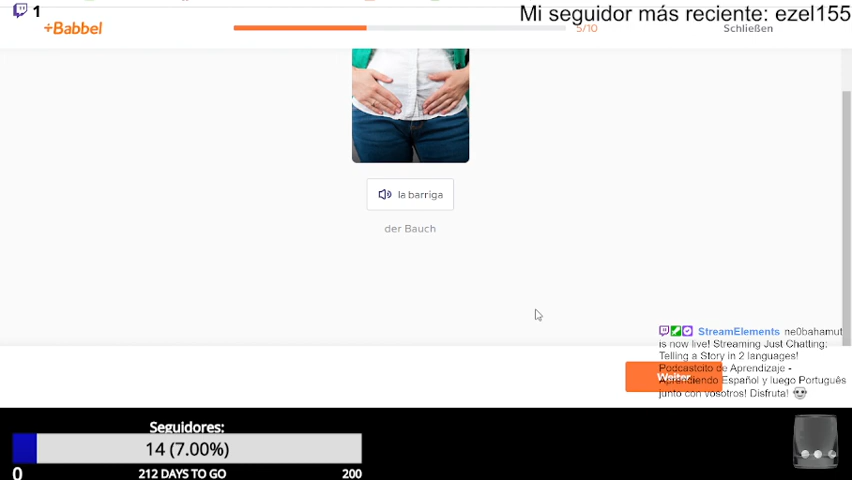 1
Mi seguidor más reciente: ezel155
+Babbel
5/10
Schließen
la barriga
der Bauch
StreamElements ne0bahamut
is now live! Streaming Just Chatting:
Telling a Story in 2 languages!
Podcastcito de Aprendizaje -
Weiter
Aprendiendo Español y luego Português
junto con vosotros! Disfruta!
Seguidores:
14 (7.00%)
0
212 DAYS TO GO
200